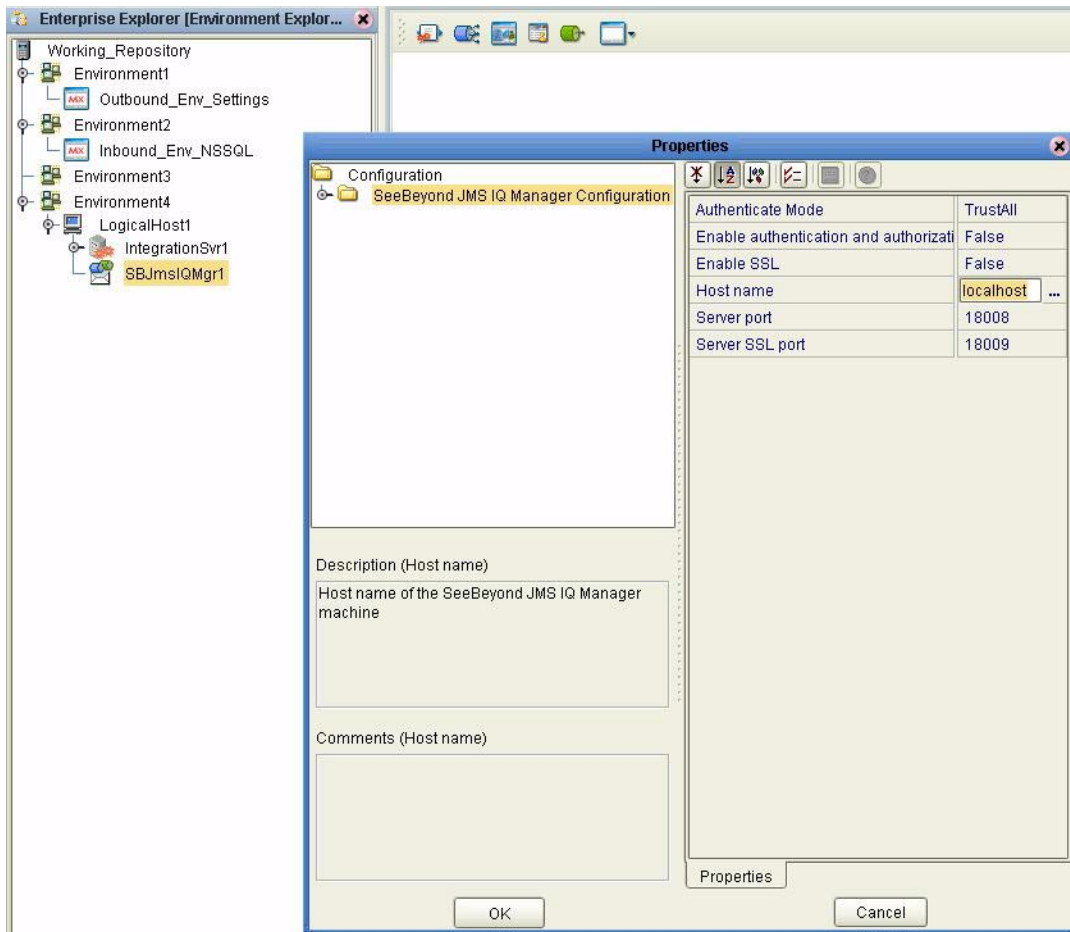 Enterprise Explorer [Environment Explor...
Working_Repository
Environment1
MX Outbound_Env_Settings
Environment2
MX Inbound_Env_NSSQL
Environment3
Environment4
LogicalHost1
IntegrationSvr1
SBJmsIQMgr1
Properties
Configuration
SeeBeyond JMS IQ Manager Configuration
Authenticate Mode TrustAll
Enable authentication and authorizati False
Enable SSL False
Host name localhost ...
Server port 18008
Server SSL port 18009
Description (Host name)
Host name of the SeeBeyond JMS IQ Manager
machine
Comments (Host name)
Properties
OK Cancel